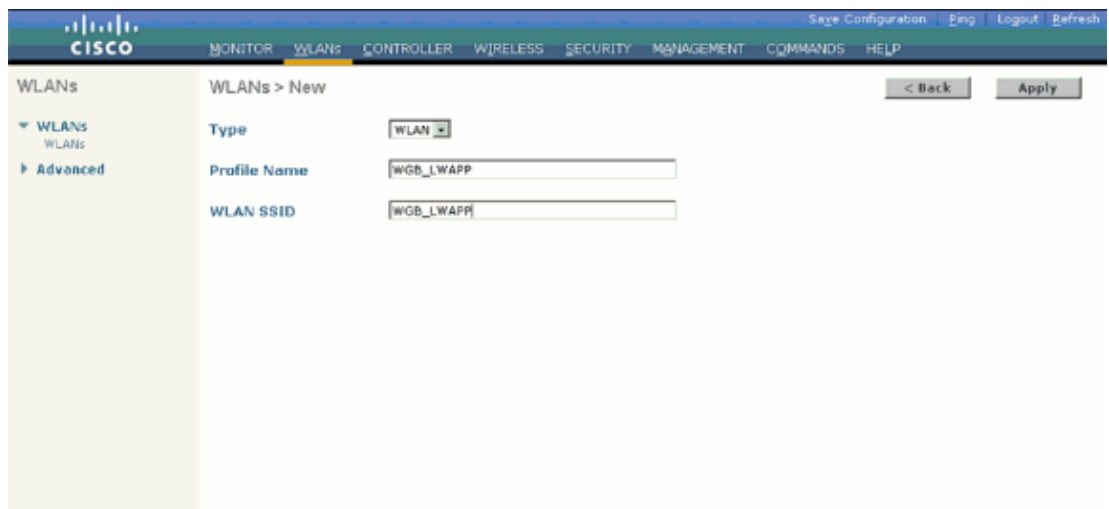 Save Configuration | Ping | Logout | Refresh
CISCO
MONITOR WLANs CONTROLLER WIRELESS SECURITY MANAGEMENT COMMANDS HELP
WLANs
WLANs > New
< Back
Apply
WLANs
WLANs
Advanced
Type
WLAN
Profile Name
WGB_LWAPP
WLAN SSID
WGB_LWAPP